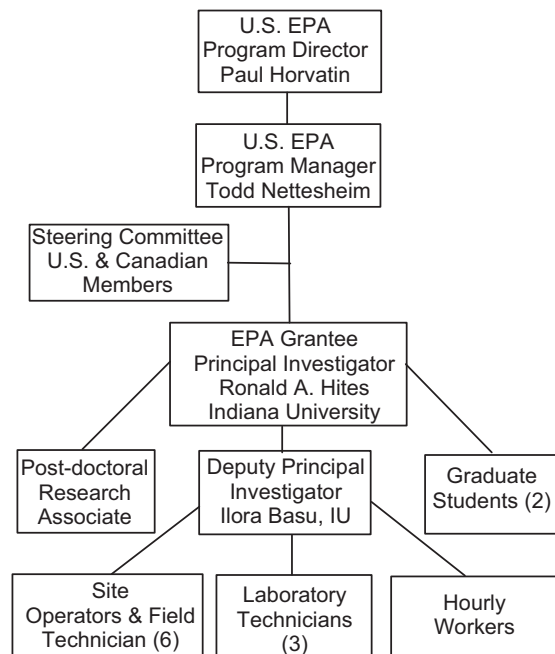 U.S. EPA
Program Director
Paul Horvatin
U.S. EPA
Program Manager
Todd Nettesheim
Steering Committee
U.S. & Canadian
Members
EPA Grantee
Principal Investigator
Ronald A. Hites
Indiana University
Post-doctoral
Research
Associate
Deputy Principal
Investigator
Ilora Basu, IU
Graduate
Students (2)
Site
Operators & Field
Technician (6)
Laboratory
Technicians
(3)
Hourly
Workers